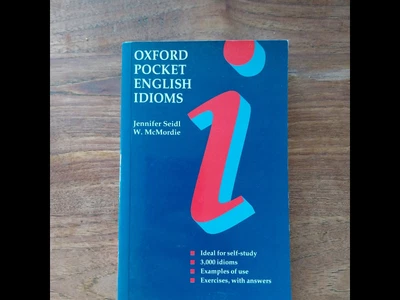 OXFORD
POCKET
ENGLISH
IDIOMS
Jennifer Seidl
W. McMordie
i
Ideal for self-study
3,000 idioms
Examples of use
Exercises, with answers